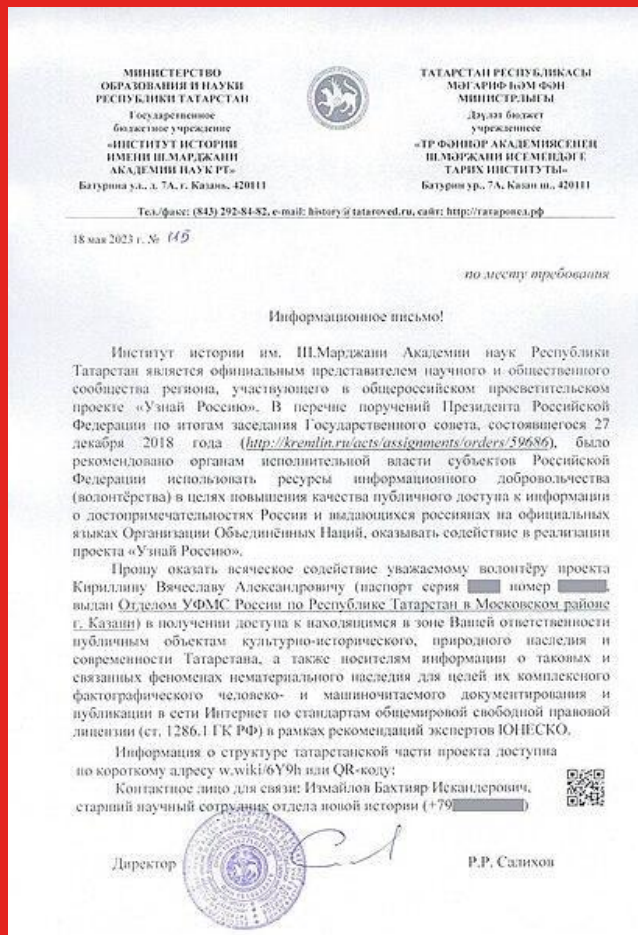 МИНИСТЕРСТВО
ОБРАЗОВАНИЯ И НАУКИ
РЕСПУБЛИКИ ТАТАРСТАН
Государственное
бюджетное учреждение
«ИНСТИТУТ ИСТОРИИ
ИМЕНИ Ш.МАРДЖАНИ
АКАДЕМИИ НАУК РТ»
Батурина ул., д. 7А, г. Казань, 420111
ТАТАРСТАН РЕСПУБЛИКАСЫ
МӘГАРИФ ҺӘМ ФӘН
МИНИСТРЛЫГЫ
Дәүләт бюджет
учреждениесе
«ТР ФӘННӘР АКАДЕМИЯСЕНЕҢ
Ш.МӘРҖАНИ ИСЕМЕНДӘГЕ
ТАРИХ ИНСТИТУТЫ»
Батурин ур., 7А, Казан ш., 420111
Тел./факс: (843) 292-84-82, e-mail: history@tataroved.ru, сайт: http://татаровед.рф
18 мая 2023 г. № 115
по месту требования
Информационное письмо!
Институт истории им. Ш.Марджани Академии наук Республики
Татарстан является официальным представителем научного и общественного
сообщества региона, участвующего в общероссийском просветительском
проекте «Узнай Россию». В перечне поручений Президента Российской
Федерации по итогам заседания Государственного совета, состоявшегося 27
декабря 2018 года (http://kremlin.ru/acts/assignments/orders/59686), было
рекомендовано органам исполнительной власти субъектов Российской
Федерации использовать ресурсы информационного добровольчества
(волонтёрства) в целях повышения качества публичного доступа к информации
о достопримечательностях России и выдающихся россиянах на официальных
языках Организации Объединённых Наций, оказывать содействие в реализации
проекта «Узнай Россию».
Прошу оказать всяческое содействие уважаемому волонтёру проекта
Кириллину Вячеславу Александровичу (паспорт серия номер ,
выдан Отделом УФМС России по Республике Татарстан в Московском районе
г. Казани) в получении доступа к находящимся в зоне Вашей ответственности
публичным объектам культурно-исторического, природного наследия и
современности Татарстана, а также носителям информации о таковых и
связанных феноменах нематериального наследия для целей их комплексного
фактографического человеко- и машиночитаемого документирования и
публикации в сети Интернет по стандартам общемировой свободной правовой
лицензии (ст. 1286.1 ГК РФ) в рамках рекомендаций экспертов ЮНЕСКО.
Информация о структуре татарстанской части проекта доступна
по короткому адресу w.wiki/6Y9h или QR-коду:
Контактное лицо для связи: Измайлов Бахтияр Искандерович,
старший научный сотрудник отдела новой истории (+79 )
Директор
Р.Р. Салихов